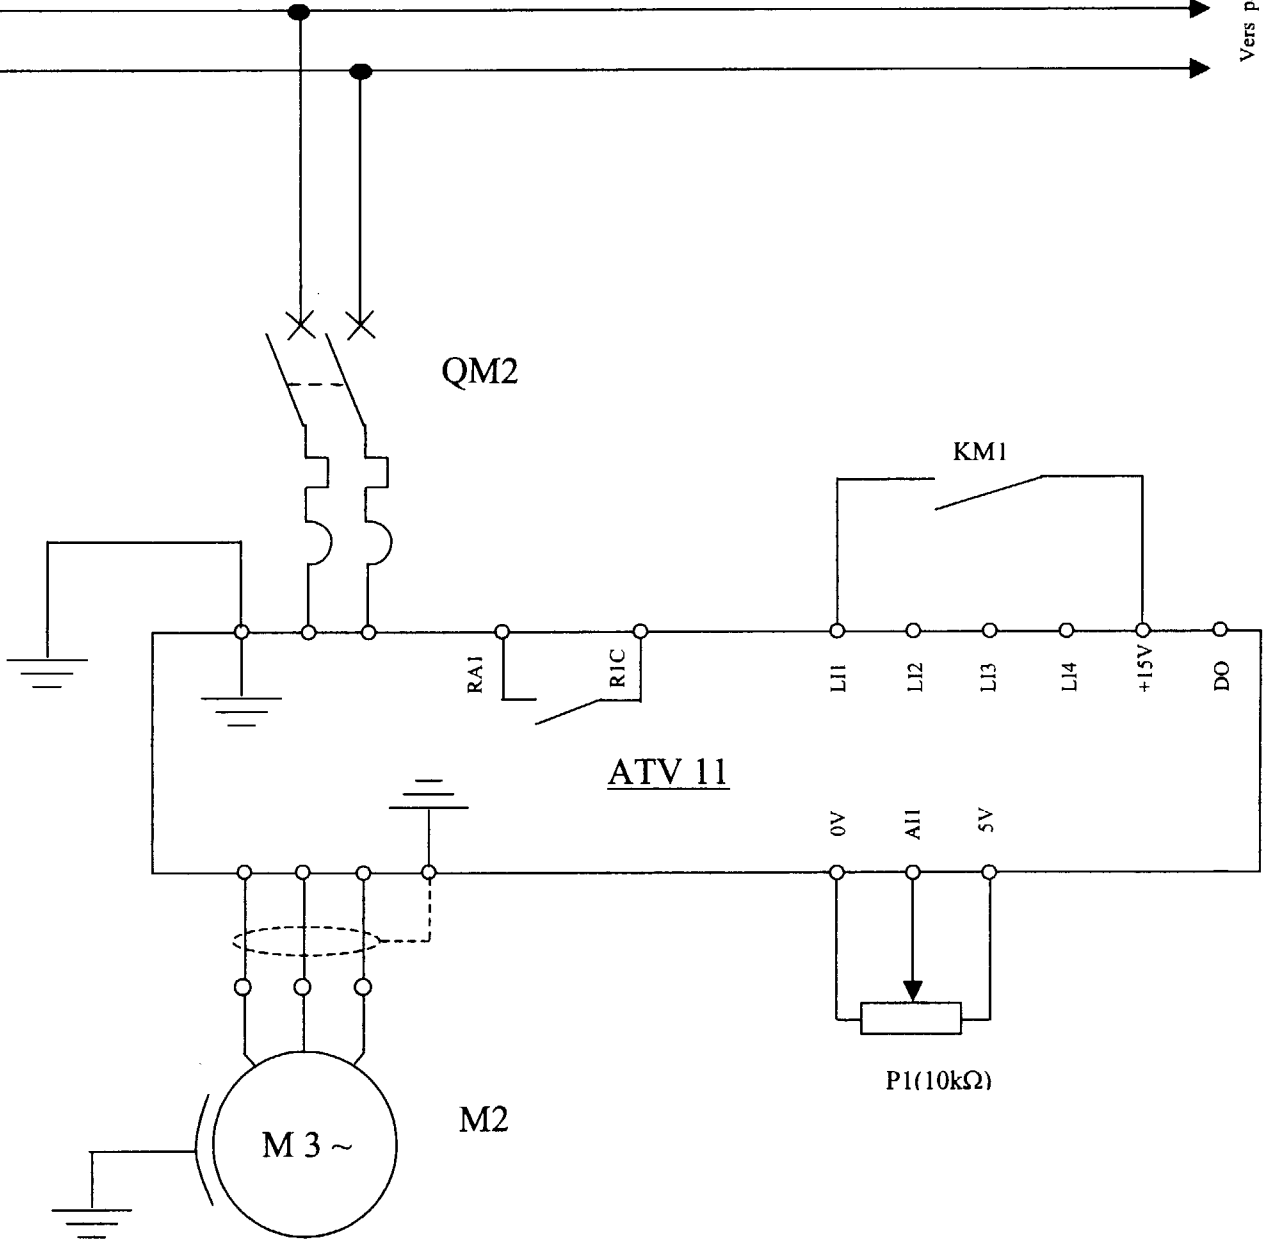 Vers p
QM2
KM1
RA1
R1C
LI1
LI2
LI3
LI4
+15V
DO
ATV 11
0V
AI1
5V
P1(10kΩ)
M2
M 3 ~